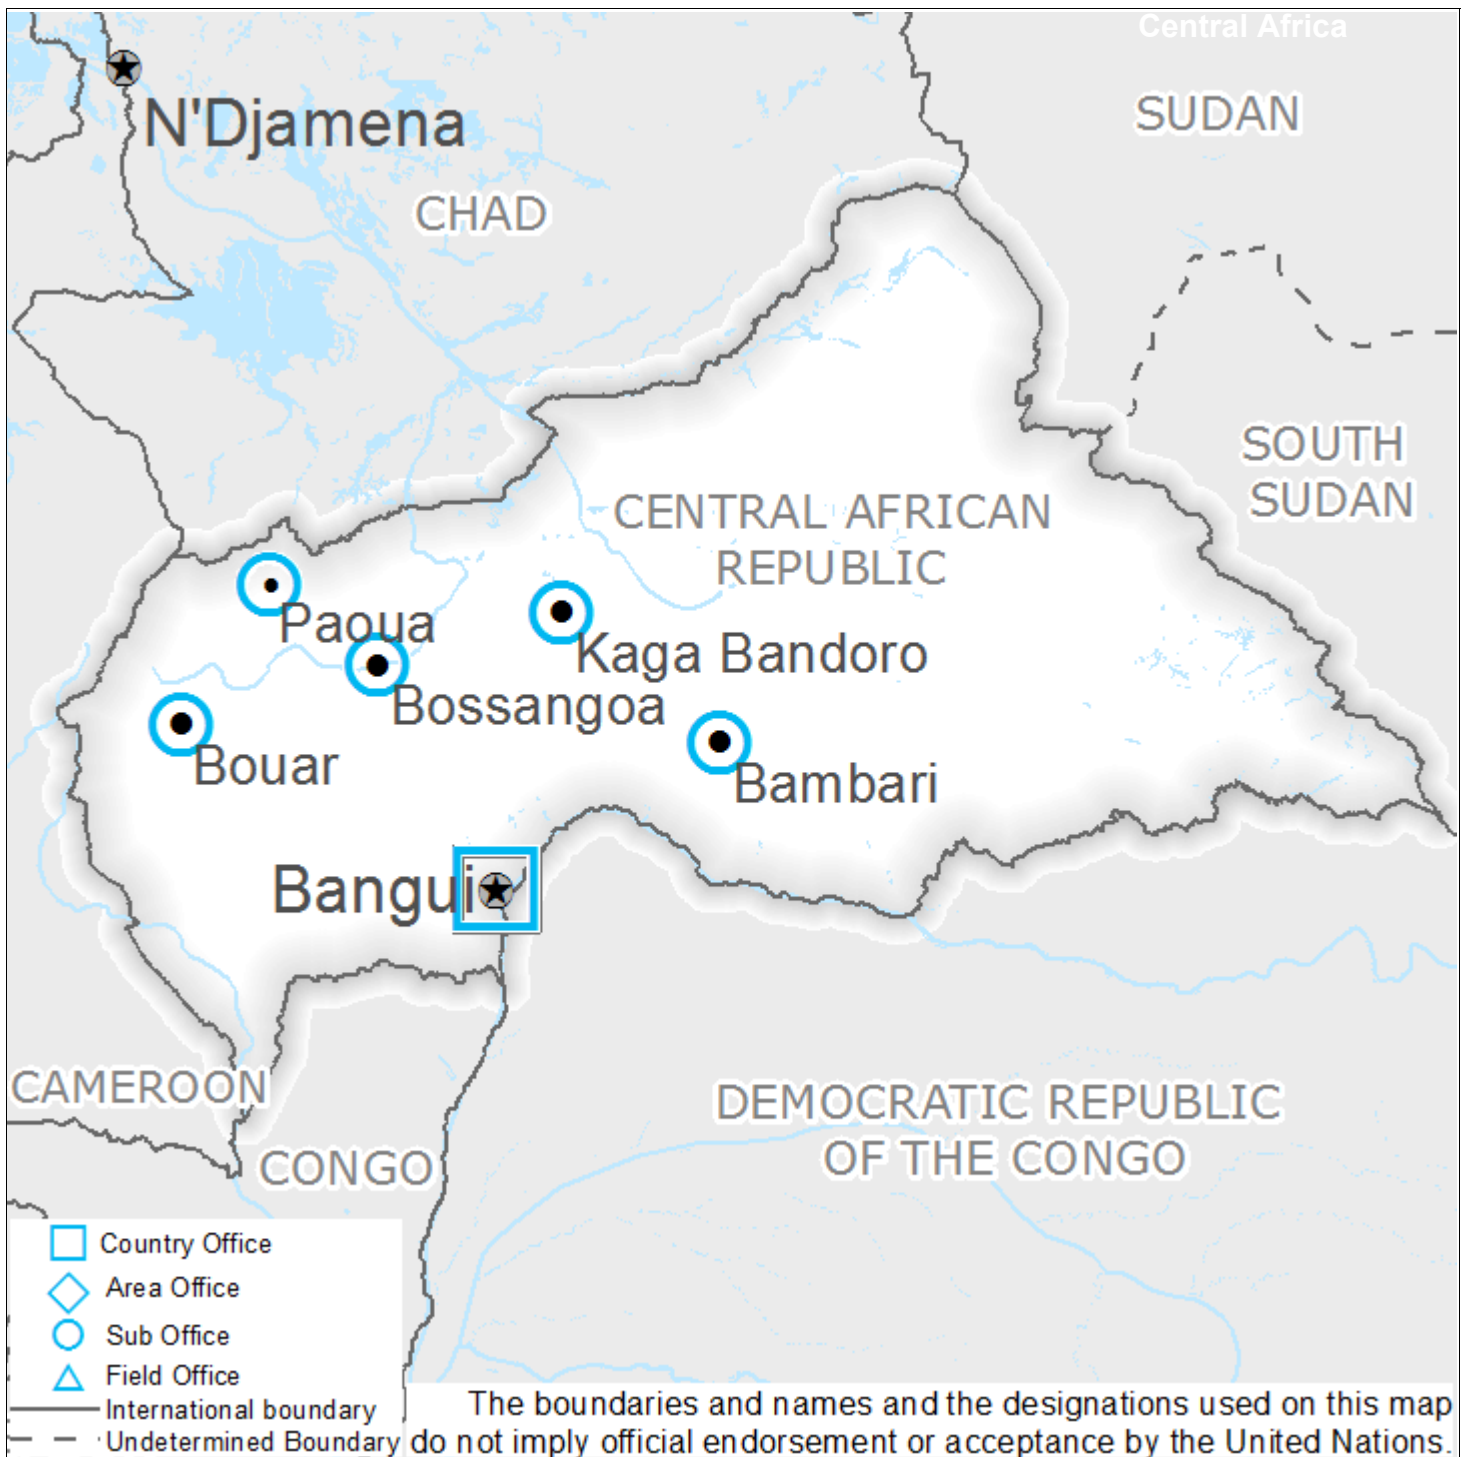 Central Africa
N'Djamena
SUDAN
CHAD
SOUTH
SUDAN
CENTRAL AFRICAN
REPUBLIC
Paoua
Kaga Bandoro
Bossangoa
Bouar
Bambari
Bangui
CAMEROON
DEMOCRATIC REPUBLIC
OF THE CONGO
CONGO
Country Office
Area Office
Sub Office
Field Office
International boundary
Undetermined Boundary
The boundaries and names and the designations used on this map
do not imply official endorsement or acceptance by the United Nations.